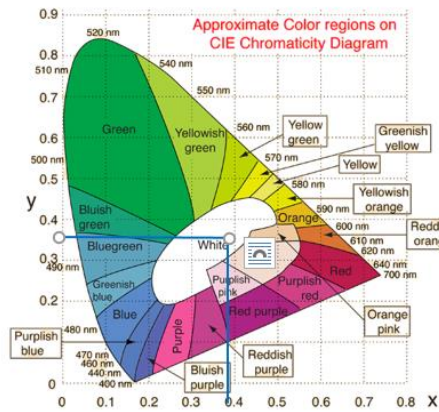 Approximate Color regions on
CIE Chromaticity Diagram
0.9
0.8
0.7
0.6
0.5
y
0.4
0.3
0.2
0.1
0
0
0.1
0.2
0.3
0.4
0.5
0.6
0.7
0.8
x
520 nm
510 nm
540 nm
550 nm
560 nm
570 nm
580 nm
590 nm
600 nm
610 nm
620 nm
640 nm
700 nm
500 nm
490 nm
480 nm
470 nm
460 nm
440 nm
400 nm
Green
Yellowish
green
Yellow
green
Greenish
yellow
Yellow
Yellowish
orange
Orange
Redd
oran
Bluish
green
Bluegreen
White
Greenish
blue
Blue
Purplish
blue
Bluish
purple
Purple
Purplish
pink
Red
Purplish
red
Red purple
Reddish
purple
Orange
pink